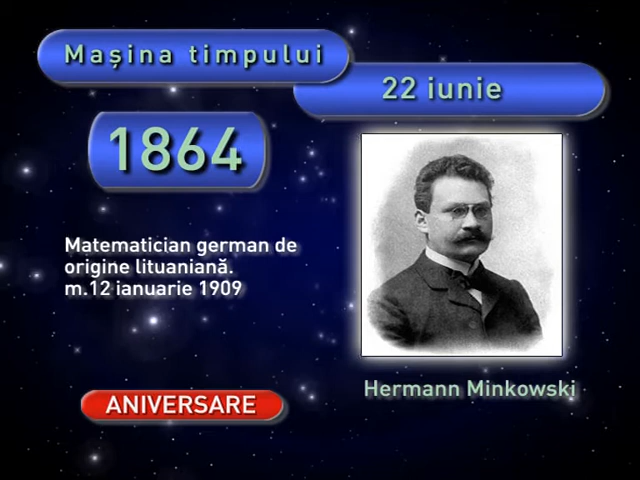 Mașina timpului
22 iunie
1864
Matematician german de
origine lituaniană.
m.12 ianuarie 1909
Hermann Minkowski
ANIVERSARE